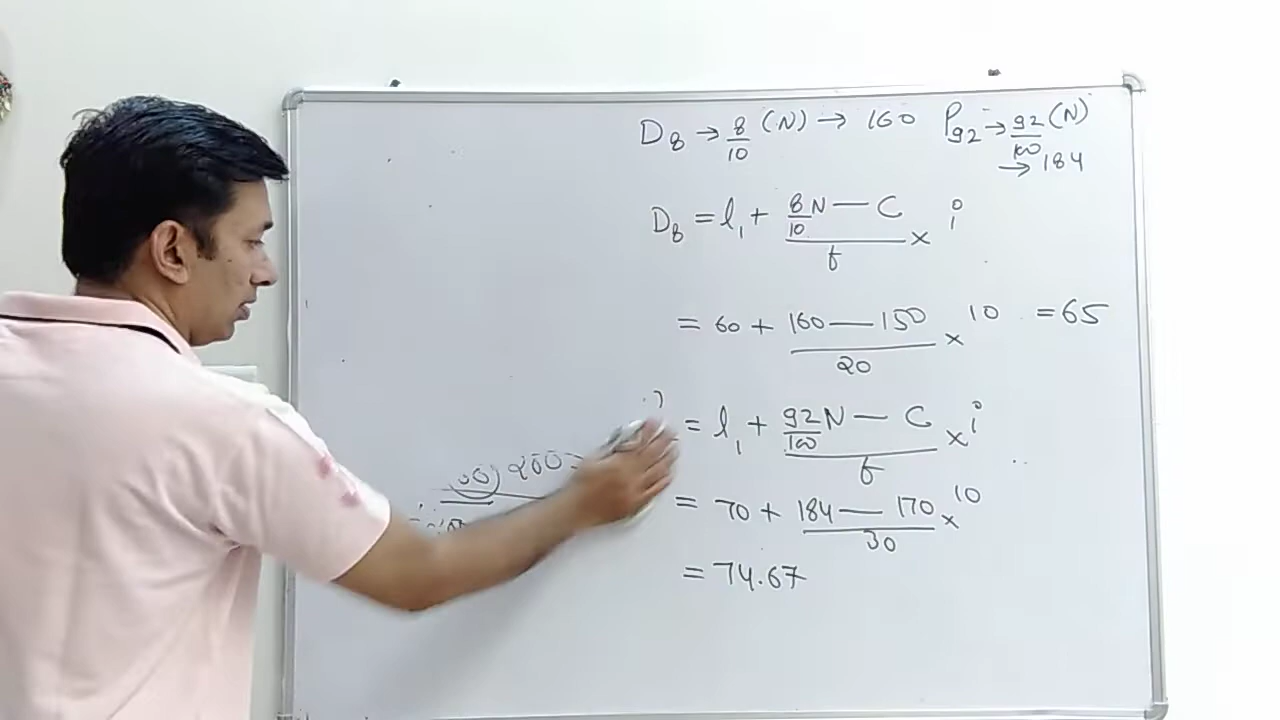 D₈ → 8/10 (N) → 160 P₉₂ → 92/100 (N)
→ 184
D₈ = l₁ + (8/10 N — C)/f × i
= 60 + (160 — 150)/20 × 10 = 65
= l₁ + (92/100 N — C)/f × i
= 70 + (184 — 170)/30 × 10
200
= 74.67